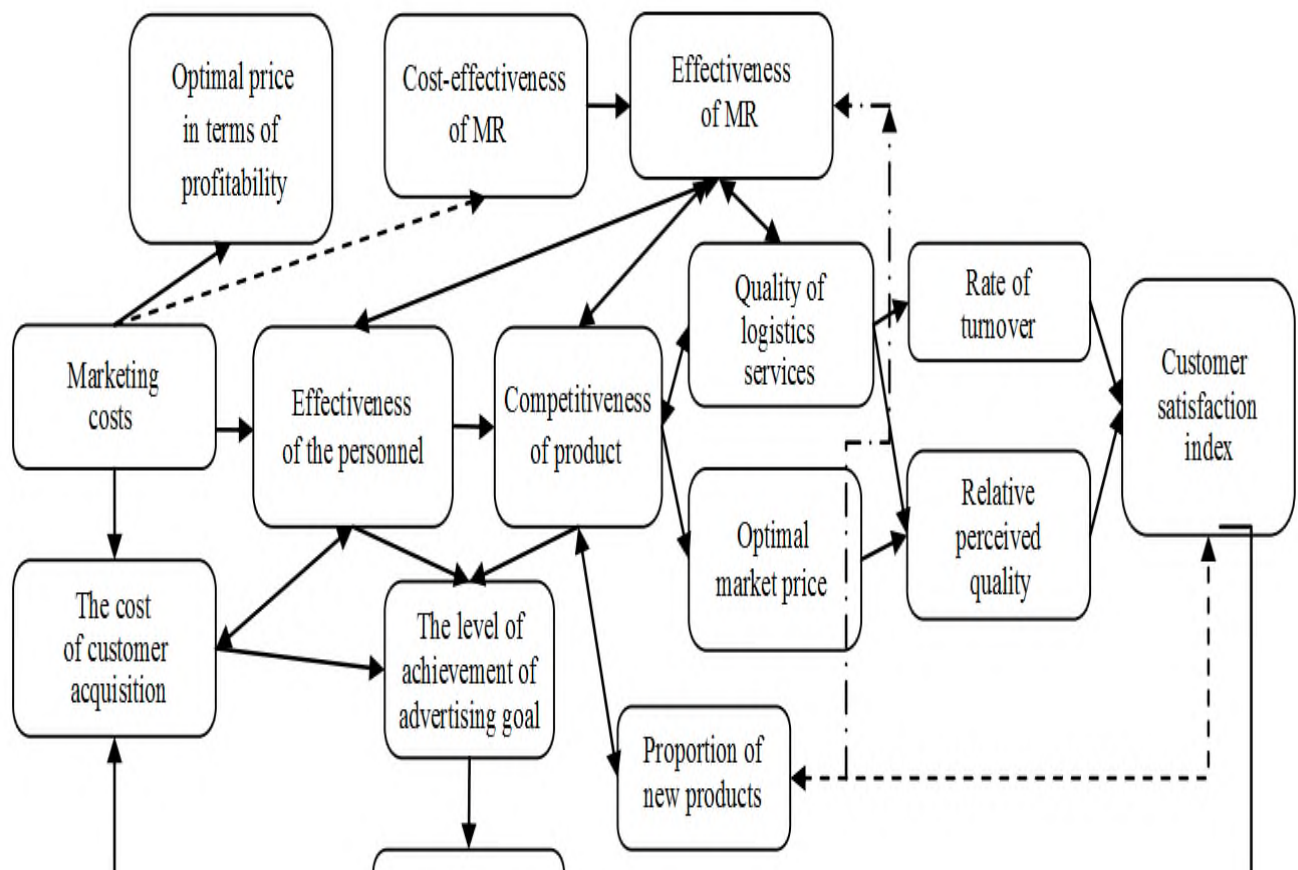 Optimal price
in terms of
profitability
Cost-effectiveness
of MR
Effectiveness
of MR
Marketing
costs
Effectiveness
of the personnel
Competitiveness
of product
Quality of
logistics
services
Rate of
turnover
Customer
satisfaction
index
Optimal
market price
Relative
perceived
quality
The cost
of customer
acquisition
The level of
achievement of
advertising goal
Proportion of
new products